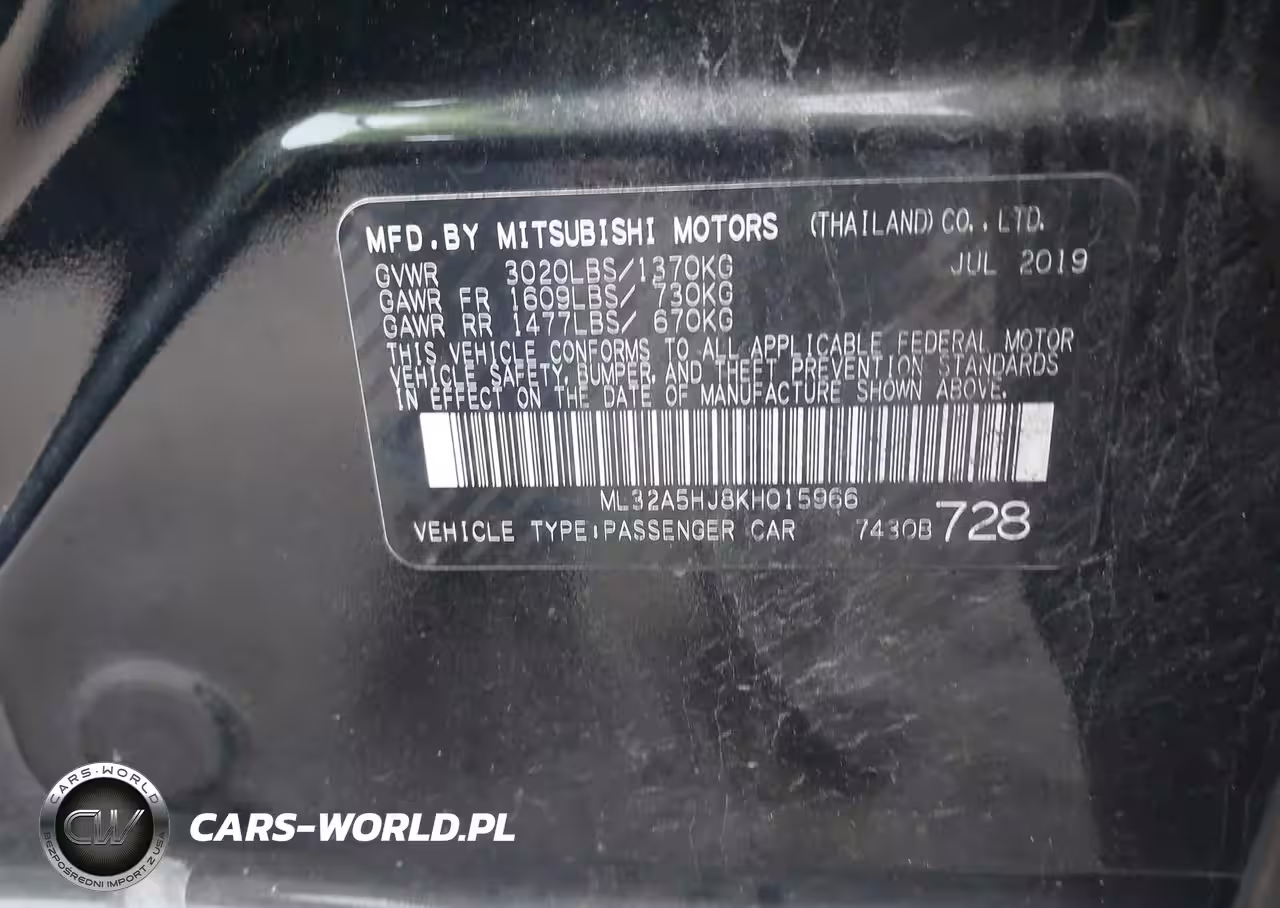 MFD.BY MITSUBISHI MOTORS (THAILAND) CO.,LTD.
GVWR 3020LBS/1370KG JUL 2019
GAWR FR 1609LBS/ 730KG
GAWR RR 1477LBS/ 670KG
THIS VEHICLE CONFORMS TO ALL APPLICABLE FEDERAL MOTOR
VEHICLE SAFETY, BUMPER, AND THEFT PREVENTION STANDARDS
IN EFFECT ON THE DATE OF MANUFACTURE SHOWN ABOVE.
ML32A5HJ8KH015966
VEHICLE TYPE:PASSENGER CAR 7430B 728
CARS-WORLD
CW
BEZPOŚREDNI IMPORT Z USA
CARS-WORLD.PL